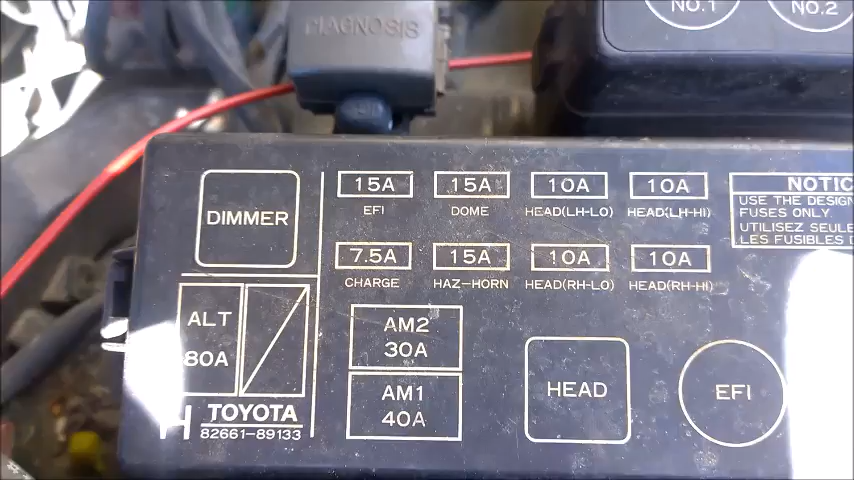 DIAGNOSIS
NO.1 NO.2
DIMMER
15A 15A 10A 10A
EFI DOME HEAD(LH-LO) HEAD(LH-HI)
7.5A 15A 10A 10A
CHARGE HAZ-HORN HEAD(RH-LO) HEAD(RH-HI)
NOTIC
USE THE DESIGN
FUSES ONLY.
UTILISEZ SEULE
LES FUSIBLES D
ALT
80A
AM2
30A
AM1
40A
HEAD
EFI
H TOYOTA
82661-89133